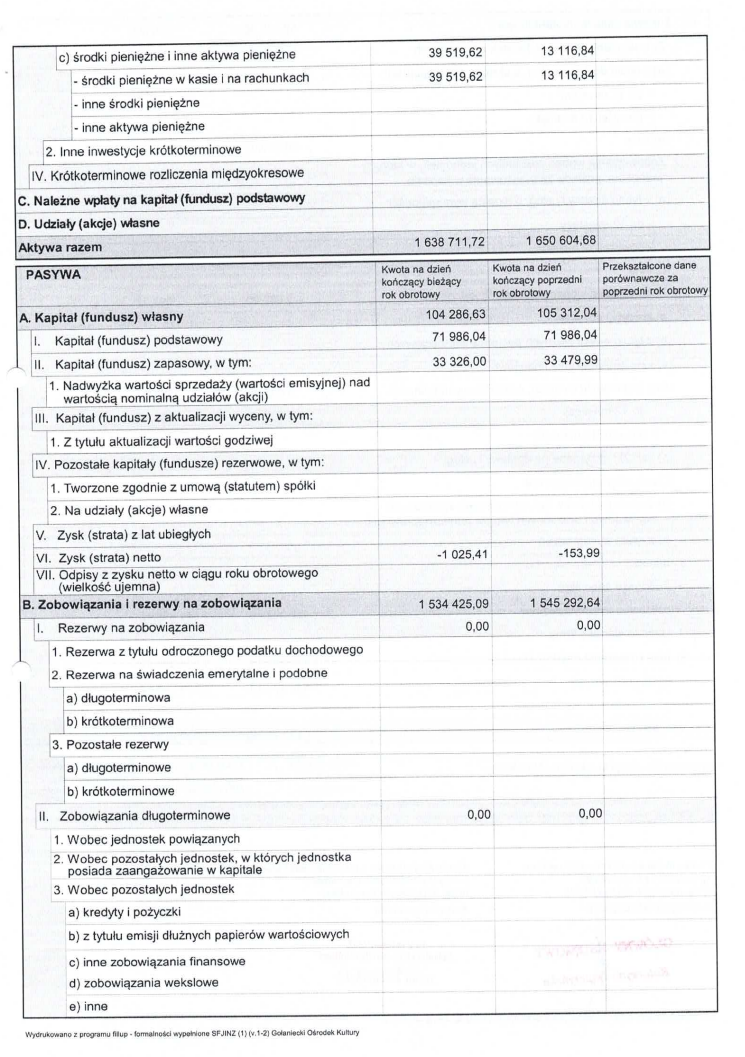 c) środki pieniężne i inne aktywa pieniężne 39 519,62 13 116,84
- środki pieniężne w kasie i na rachunkach 39 519,62 13 116,84
- inne środki pieniężne
- inne aktywa pieniężne
2. Inne inwestycje krótkoterminowe
IV. Krótkoterminowe rozliczenia międzyokresowe
C. Należne wpłaty na kapitał (fundusz) podstawowy
D. Udziały (akcje) własne
Aktywa razem 1 638 711,72 1 650 604,68
PASYWA
Kwota na dzień
kończący bieżący
rok obrotowy
Kwota na dzień
kończący poprzedni
rok obrotowy
Przekształcone dane
porównawcze za
poprzedni rok obrotowy
A. Kapitał (fundusz) własny 104 286,63 105 312,04
I. Kapitał (fundusz) podstawowy 71 986,04 71 986,04
II. Kapitał (fundusz) zapasowy, w tym: 33 326,00 33 479,99
1. Nadwyżka wartości sprzedaży (wartości emisyjnej) nad
wartością nominalną udziałów (akcji)
III. Kapitał (fundusz) z aktualizacji wyceny, w tym:
1. Z tytułu aktualizacji wartości godziwej
IV. Pozostałe kapitały (fundusze) rezerwowe, w tym:
1. Tworzone zgodnie z umową (statutem) spółki
2. Na udziały (akcje) własne
V. Zysk (strata) z lat ubiegłych
VI. Zysk (strata) netto -1 025,41 -153,99
VII. Odpisy z zysku netto w ciągu roku obrotowego
(wielkość ujemna)
B. Zobowiązania i rezerwy na zobowiązania 1 534 425,09 1 545 292,64
I. Rezerwy na zobowiązania 0,00 0,00
1. Rezerwa z tytułu odroczonego podatku dochodowego
2. Rezerwa na świadczenia emerytalne i podobne
a) długoterminowa
b) krótkoterminowa
3. Pozostałe rezerwy
a) długoterminowe
b) krótkoterminowe
II. Zobowiązania długoterminowe 0,00 0,00
1. Wobec jednostek powiązanych
2. Wobec pozostałych jednostek, w których jednostka
posiada zaangażowanie w kapitale
3. Wobec pozostałych jednostek
a) kredyty i pożyczki
b) z tytułu emisji dłużnych papierów wartościowych
c) inne zobowiązania finansowe
d) zobowiązania wekslowe
e) inne
Wydrukowano z programu fillup - formalności wypełnione SFJINZ (1) (v.1-2) Gołaniecki Ośrodek Kultury